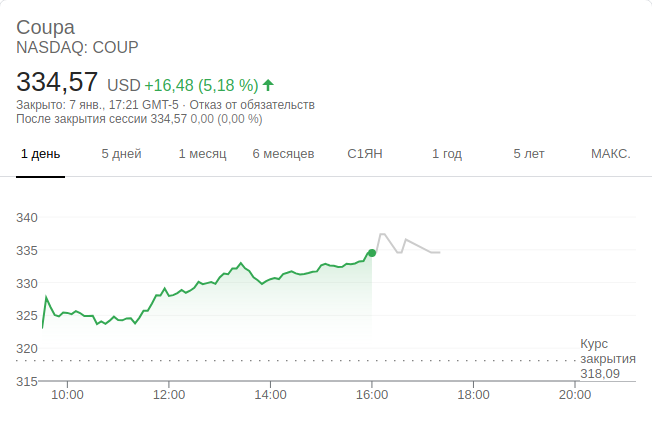 Coupa
NASDAQ: COUP
334,57 USD +16,48 (5,18 %)
Закрыто: 7 янв., 17:21 GMT-5 · Отказ от обязательств
После закрытия сессии 334,57 0,00 (0,00 %)
1 день 5 дней 1 месяц 6 месяцев С1ЯН 1 год 5 лет МАКС.
340
335
330
325
320
315
Курс
закрытия
318,09
10:00 12:00 14:00 16:00 18:00 20:00